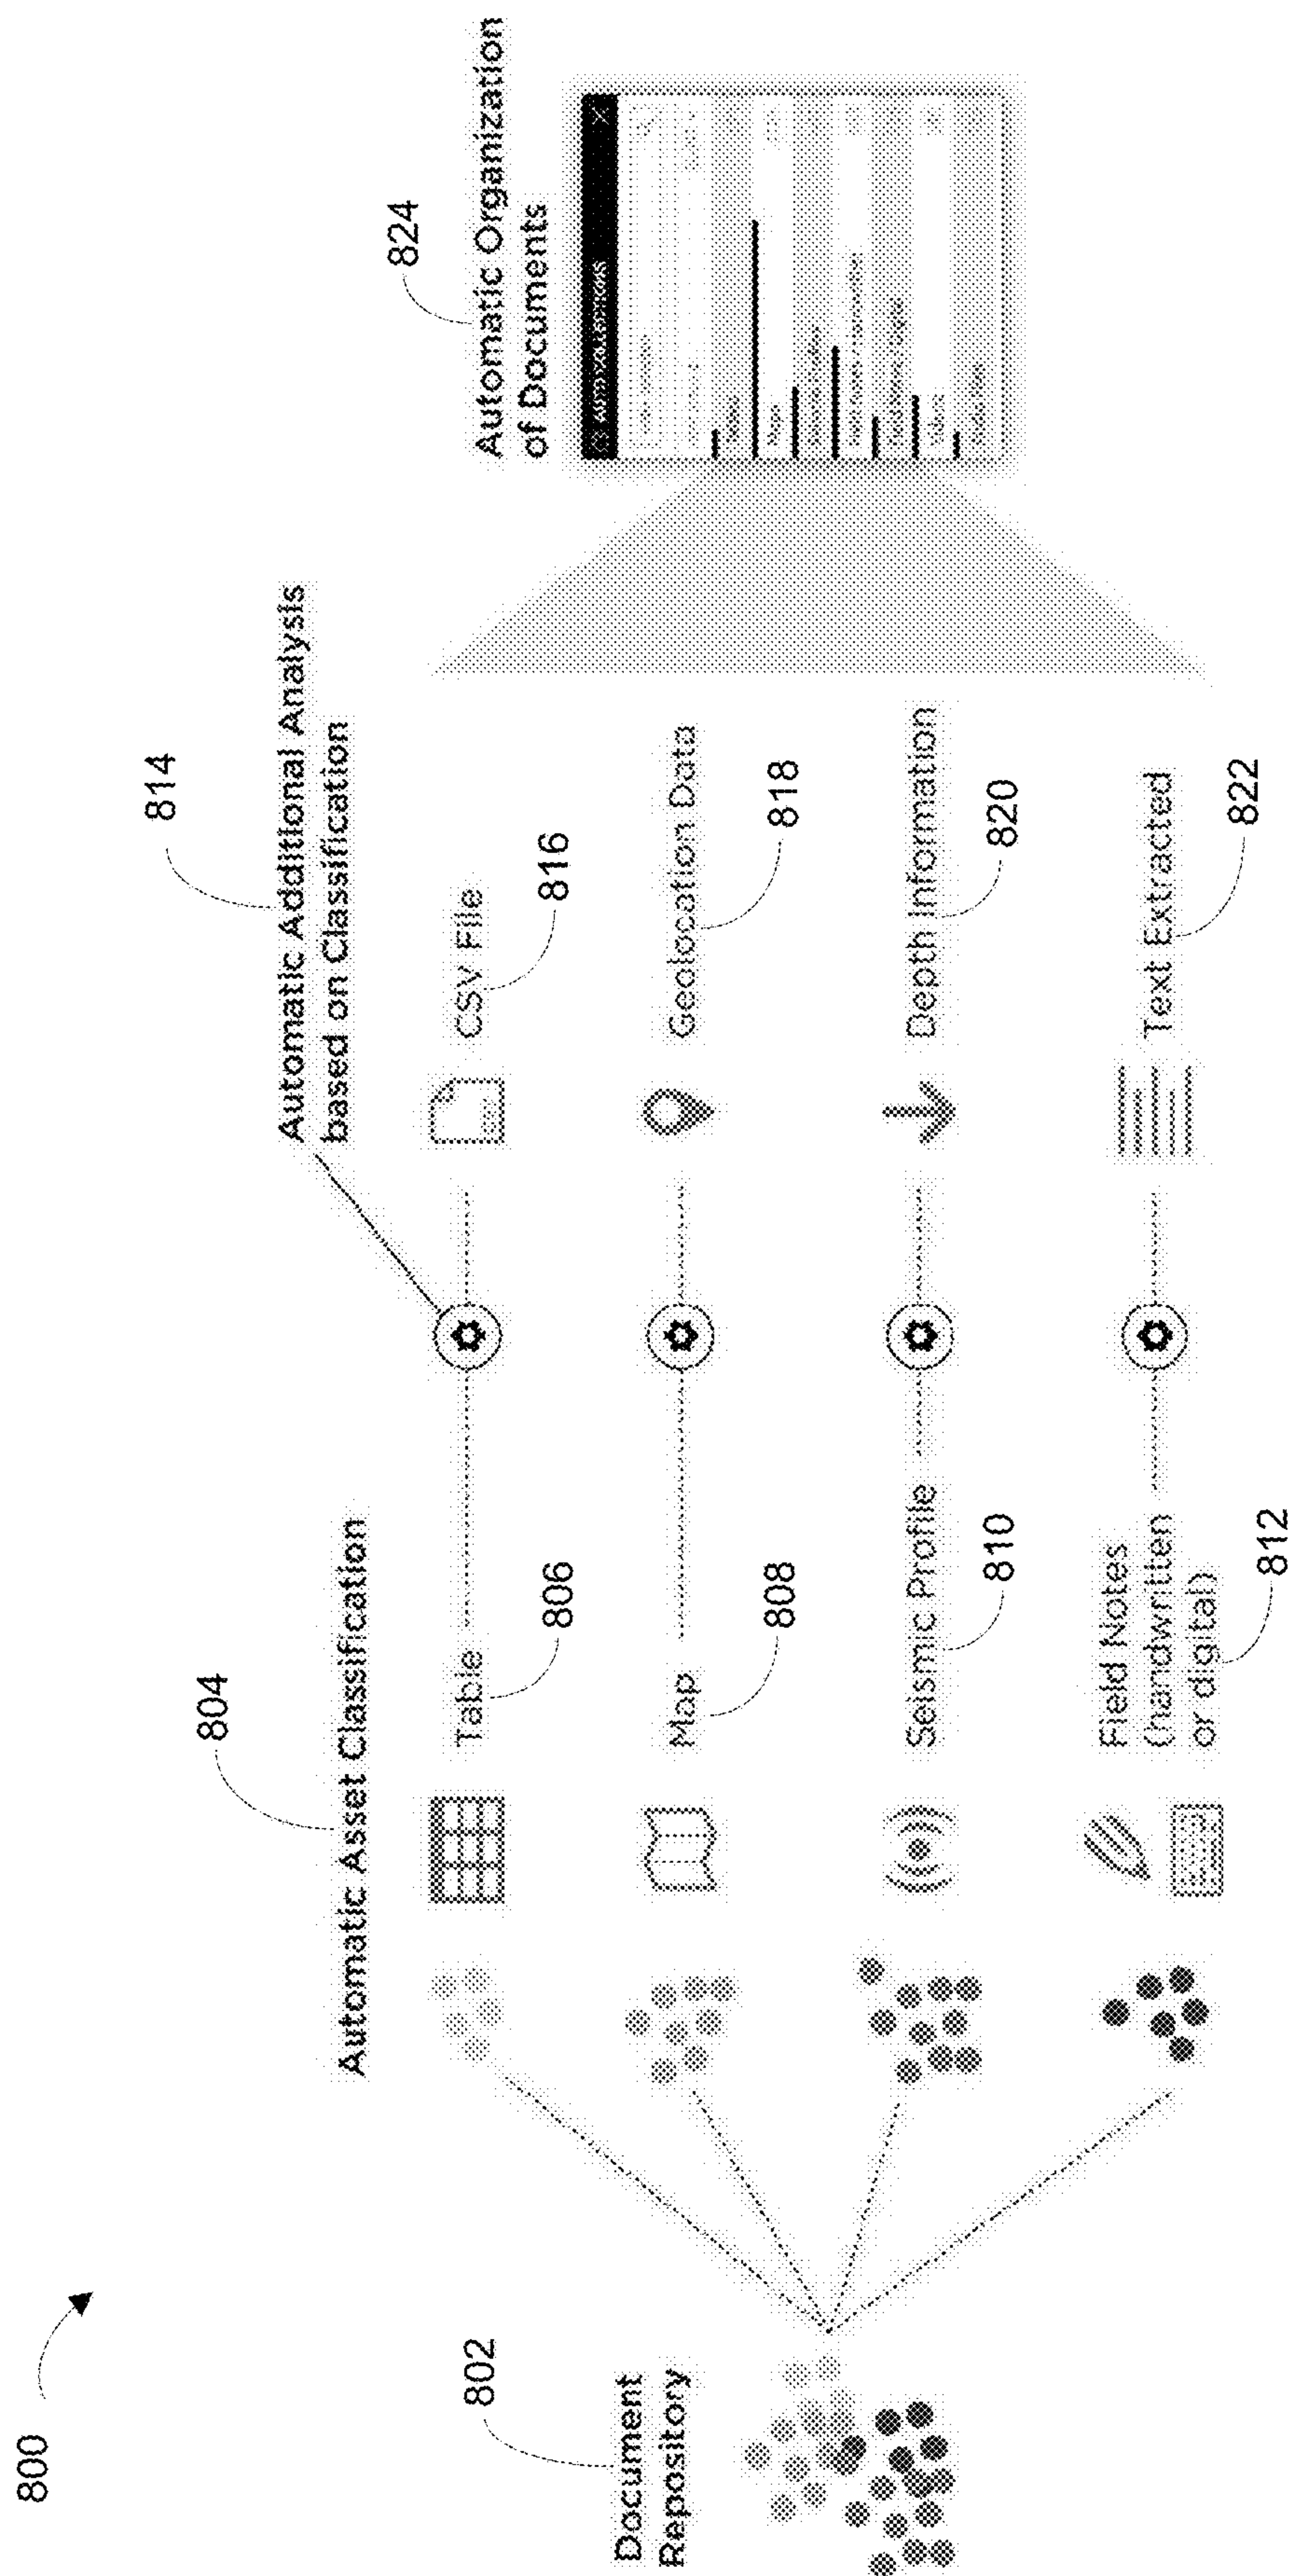 800
802
Document
Repository
804
Automatic Asset Classification
Table
806
Map
808
Seismic Profile
810
Field Notes
(handwritten
or digital)
812
814
Automatic Additional Analysis
based on Classification
CSV File
816
Geolocation Data
818
Depth Information
820
Text Extracted
822
824
Automatic Organization
of Documents